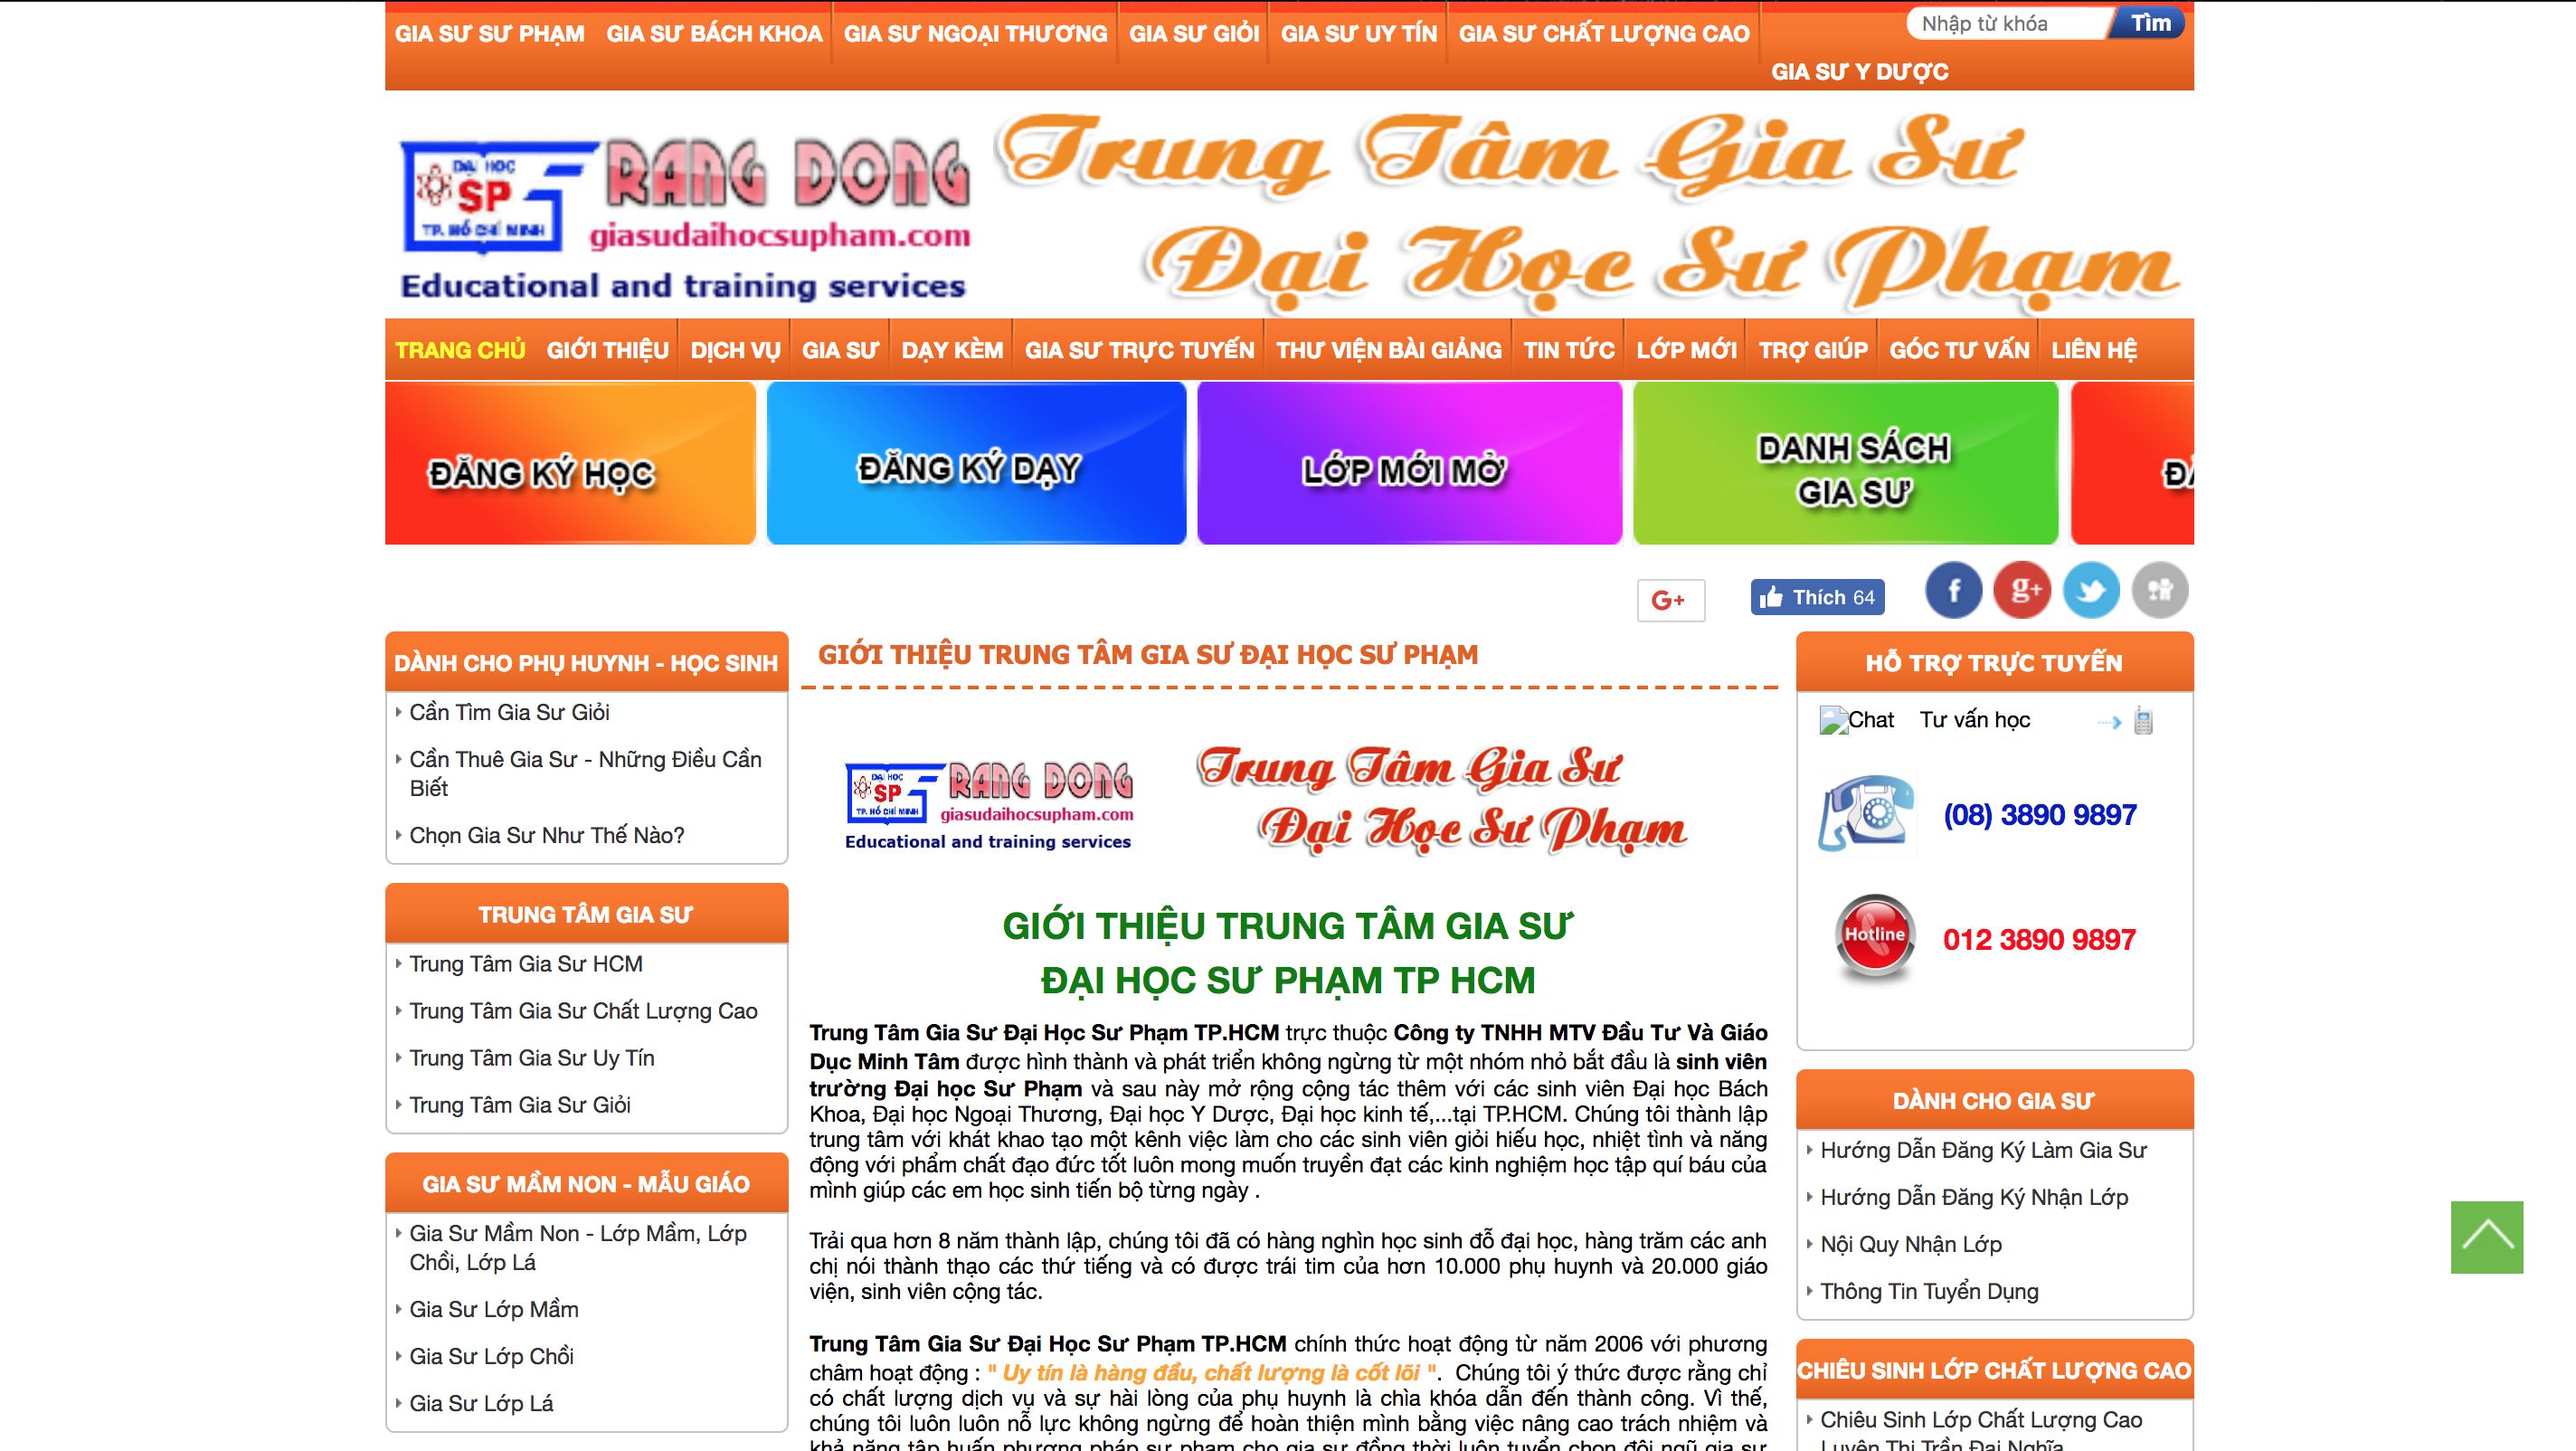 GIA SƯ SƯ PHẠM GIA SƯ BÁCH KHOA GIA SƯ NGOẠI THƯƠNG GIA SƯ GIỎI GIA SƯ UY TÍN GIA SƯ CHẤT LƯỢNG CAO
Nhập từ khóa Tìm
GIA SƯ Y DƯỢC
ĐẠI HỌC
SP
TP. HỒ CHÍ MINH
RANG DONG
giasudaihocsupham.com
Educational and training services
Trung Tâm Gia Sư
Đại Học Sư Phạm
TRANG CHỦ GIỚI THIỆU DỊCH VỤ GIA SƯ DẠY KÈM GIA SƯ TRỰC TUYẾN THƯ VIỆN BÀI GIẢNG TIN TỨC LỚP MỚI TRỢ GIÚP GÓC TƯ VẤN LIÊN HỆ
ĐĂNG KÝ HỌC
ĐĂNG KÝ DẠY
LỚP MỚI MỞ
DANH SÁCH
GIA SƯ
G+
Thích 64
f g+
DÀNH CHO PHỤ HUYNH - HỌC SINH
Cần Tìm Gia Sư Giỏi
Cần Thuê Gia Sư - Những Điều Cần
Biết
Chọn Gia Sư Như Thế Nào?
TRUNG TÂM GIA SƯ
Trung Tâm Gia Sư HCM
Trung Tâm Gia Sư Chất Lượng Cao
Trung Tâm Gia Sư Uy Tín
Trung Tâm Gia Sư Giỏi
GIA SƯ MẦM NON - MẪU GIÁO
Gia Sư Mầm Non - Lớp Mầm, Lớp
Chồi, Lớp Lá
Gia Sư Lớp Mầm
Gia Sư Lớp Chồi
Gia Sư Lớp Lá
GIỚI THIỆU TRUNG TÂM GIA SƯ ĐẠI HỌC SƯ PHẠM
ĐẠI HỌC
SP
TP. HỒ CHÍ MINH
RANG DONG
giasudaihocsupham.com
Educational and training services
Trung Tâm Gia Sư
Đại Học Sư Phạm
GIỚI THIỆU TRUNG TÂM GIA SƯ
ĐẠI HỌC SƯ PHẠM TP HCM
Trung Tâm Gia Sư Đại Học Sư Phạm TP.HCM trực thuộc Công ty TNHH MTV Đầu Tư Và Giáo
Dục Minh Tâm được hình thành và phát triển không ngừng từ một nhóm nhỏ bắt đầu là sinh viên
trường Đại học Sư Phạm và sau này mở rộng cộng tác thêm với các sinh viên Đại học Bách
Khoa, Đại học Ngoại Thương, Đại học Y Dược, Đại học kinh tế,...tại TP.HCM. Chúng tôi thành lập
trung tâm với khát khao tạo một kênh việc làm cho các sinh viên giỏi hiếu học, nhiệt tình và năng
động với phẩm chất đạo đức tốt luôn mong muốn truyền đạt các kinh nghiệm học tập quí báu của
mình giúp các em học sinh tiến bộ từng ngày .
Trải qua hơn 8 năm thành lập, chúng tôi đã có hàng nghìn học sinh đỗ đại học, hàng trăm các anh
chị nói thành thạo các thứ tiếng và có được trái tim của hơn 10.000 phụ huynh và 20.000 giáo
viện, sinh viên cộng tác.
Trung Tâm Gia Sư Đại Học Sư Phạm TP.HCM chính thức hoạt động từ năm 2006 với phương
châm hoạt động : " Uy tín là hàng đầu, chất lượng là cốt lõi ". Chúng tôi ý thức được rằng chỉ
có chất lượng dịch vụ và sự hài lòng của phụ huynh là chìa khóa dẫn đến thành công. Vì thế,
chúng tôi luôn luôn nỗ lực không ngừng để hoàn thiện mình bằng việc nâng cao trách nhiệm và
khả năng tập huấn phương pháp sư phạm cho gia sư đồng thời luôn tuyển chọn đội ngũ gia sư
HỖ TRỢ TRỰC TUYẾN
Chat Tư vấn học
(08) 3890 9897
Hotline
012 3890 9897
DÀNH CHO GIA SƯ
Hướng Dẫn Đăng Ký Làm Gia Sư
Hướng Dẫn Đăng Ký Nhận Lớp
Nội Quy Nhận Lớp
Thông Tin Tuyển Dụng
CHIÊU SINH LỚP CHẤT LƯỢNG CAO
Chiêu Sinh Lớp Chất Lượng Cao
Luyện Thi Trần Đại Nghĩa